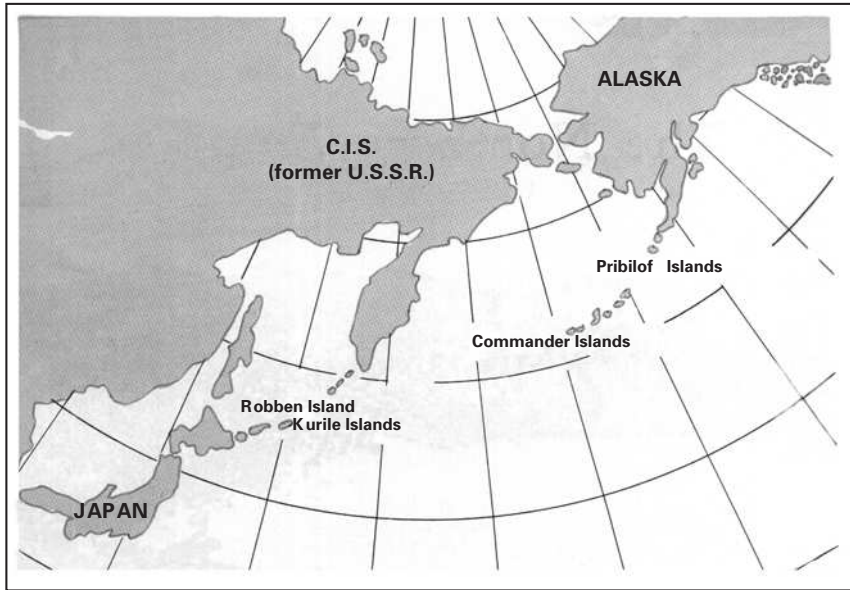 ALASKA
C.I.S.
(former U.S.S.R.)
Pribilof Islands
Commander Islands
Robben Island
Kurile Islands
JAPAN